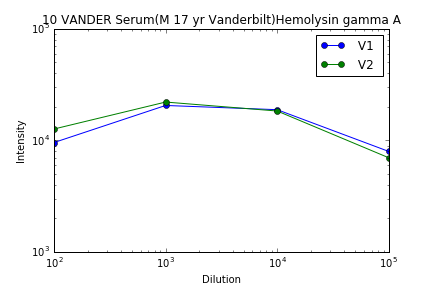 10 VANDER Serum(M 17 yr Vanderbilt)Hemolysin gamma A
10^5
V1
V2
Intensity
10^4
10^3
10^2
10^3
10^4
10^5
Dilution